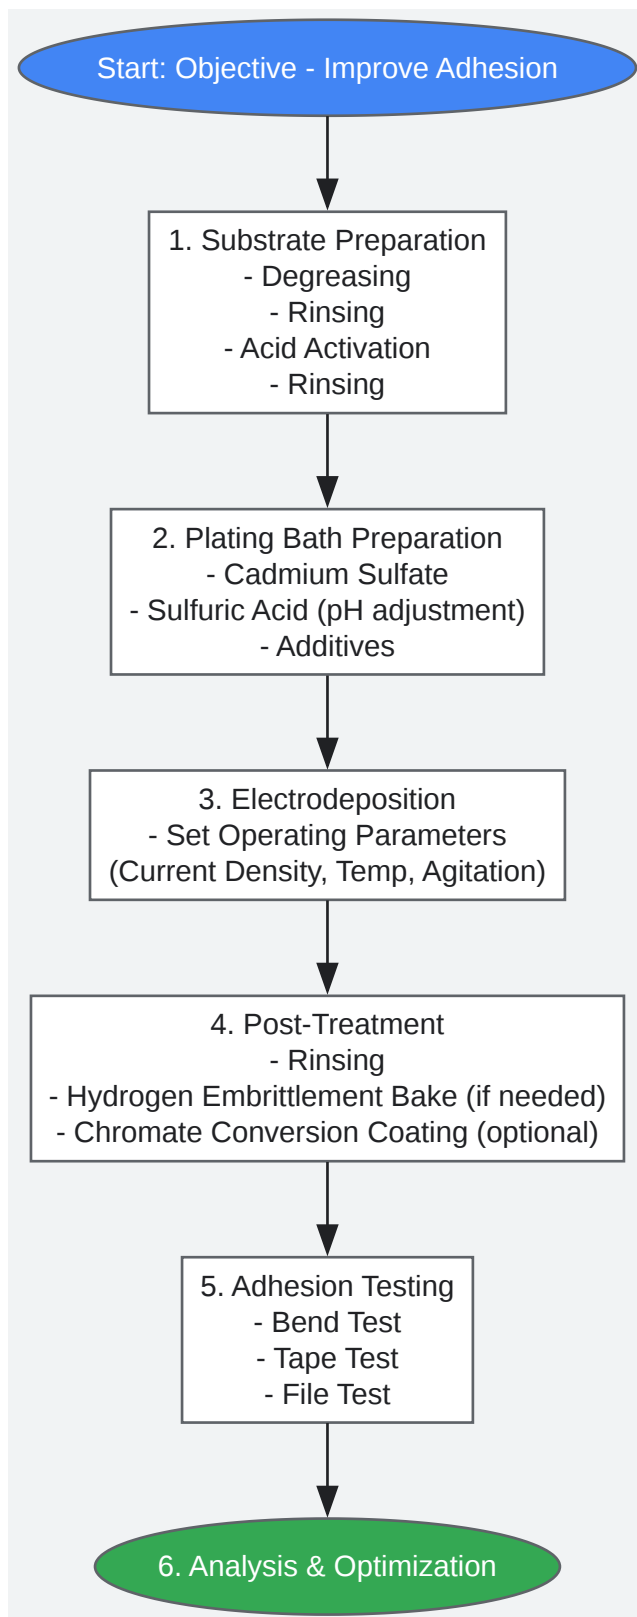 Start: Objective - Improve Adhesion
1. Substrate Preparation
- Degreasing
- Rinsing
- Acid Activation
- Rinsing
2. Plating Bath Preparation
- Cadmium Sulfate
- Sulfuric Acid (pH adjustment)
- Additives
3. Electrodeposition
- Set Operating Parameters
(Current Density, Temp, Agitation)
4. Post-Treatment
- Rinsing
- Hydrogen Embrittlement Bake (if needed)
- Chromate Conversion Coating (optional)
5. Adhesion Testing
- Bend Test
- Tape Test
- File Test
6. Analysis & Optimization